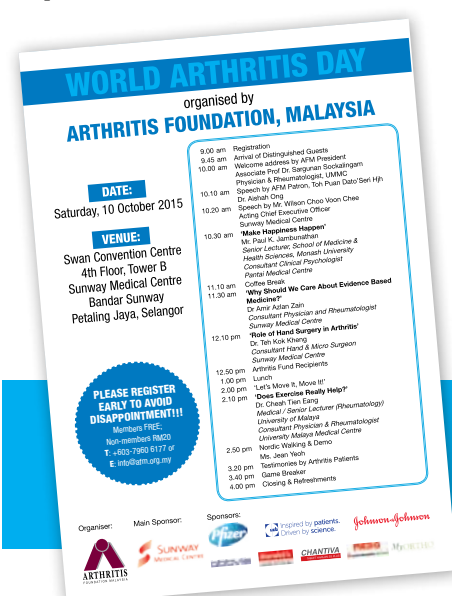 WORLD ARTHRITIS DAY
organised by
ARTHRITIS FOUNDATION, MALAYSIA
DATE:
Saturday, 10 October 2015
VENUE:
Swan Convention Centre
4th Floor, Tower B
Sunway Medical Centre
Bandar Sunway
Petaling Jaya, Selangor
PLEASE REGISTER
EARLY TO AVOID
DISAPPOINTMENT!!!
Members FREE;
Non-members RM20
T: +603-7960 6177 or
E: info@afm.org.my
9.00 am Registration
9.45 am Arrival of Distinguished Guests
10.00 am Welcome address by AFM President
Associate Prof Dr. Sargunan Sockalingam
Physician & Rheumatologist, UMMC
10.10 am Speech by AFM Patron, Toh Puan Dato'Seri Hjh
Dr. Aishah Ong
10.20 am Speech by Mr. Wilson Choo Voon Chee
Acting Chief Executive Officer
Sunway Medical Centre
10.30 am 'Make Happiness Happen'
Mr. Paul K. Jambunathan
Senior Lecturer, School of Medicine &
Health Sciences, Monash University
Consultant Clinical Psychologist
Pantai Medical Centre
11.10 am Coffee Break
11.30 am 'Why Should We Care About Evidence Based
Medicine?'
Dr Amir Azlan Zain
Consultant Physician and Rheumatologist
Sunway Medical Centre
12.10 pm 'Role of Hand Surgery in Arthritis'
Dr. Teh Kok Kheng
Consultant Hand & Micro Surgeon
Sunway Medical Centre
12.50 pm Arthritis Fund Recipients
1.00 pm Lunch
2.00 pm 'Let's Move It, Move It!'
2.10 pm 'Does Exercise Really Help?'
Dr. Cheah Tien Eang
Medical / Senior Lecturer (Rheumatology)
University of Malaya
Consultant Physician & Rheumatologist
University Malaya Medical Centre
2.50 pm Nordic Walking & Demo
Ms. Jean Yeoh
3.20 pm Testimonies by Arthritis Patients
3.40 pm Game Breaker
4.00 pm Closing & Refreshments
Organiser:
ARTHRITIS
FOUNDATION MALAYSIA
Main Sponsor:
SUNWAY
MEDICAL CENTRE
Sponsors:
Pfizer
ucb Inspired by patients.
Driven by science.
Johnson & Johnson
abbvie
CHANTIVA